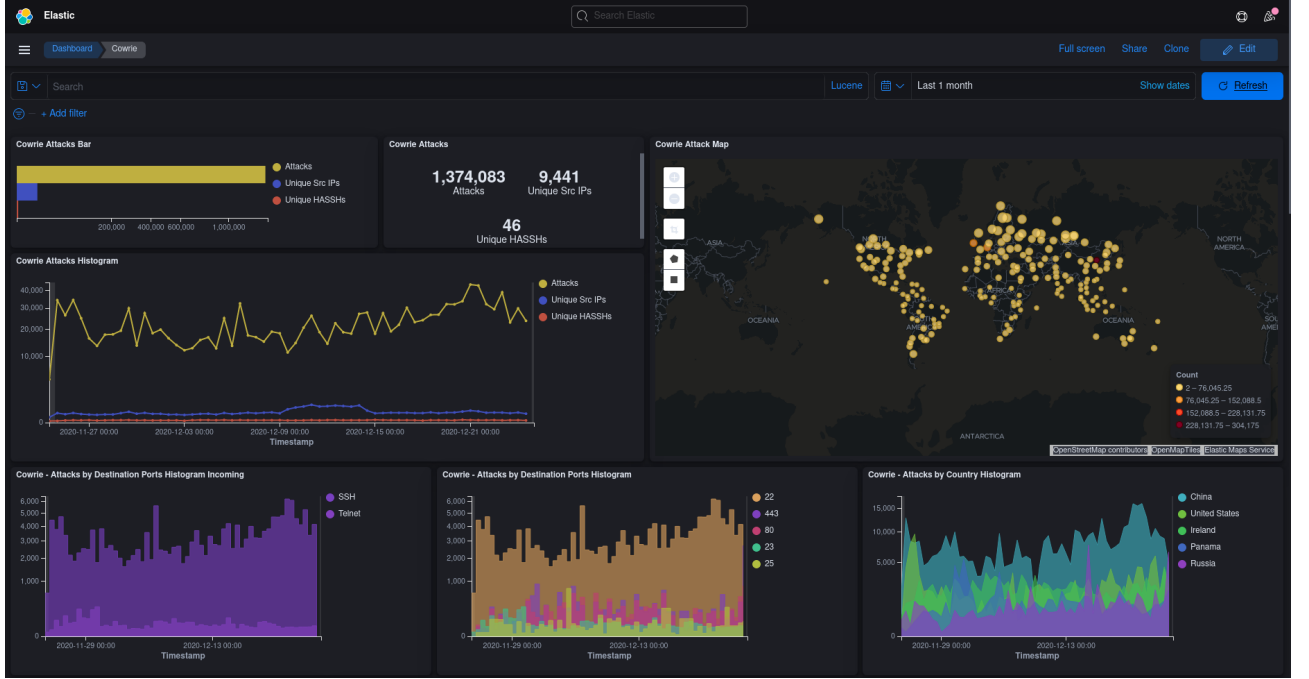 Elastic
Search Elastic
Dashboard
Cowrie
Full screen
Share
Clone
Edit
Search
Lucene
Last 1 month
Show dates
Refresh
+ Add filter
Cowrie Attacks Bar
Attacks
Unique Src IPs
Unique HASSHs
200,000
400,000
600,000
1,000,000
Cowrie Attacks
1,374,083
Attacks
9,441
Unique Src IPs
46
Unique HASSHs
Cowrie Attack Map
ASIA
NORTH
NORTH
AMERICA
AFRICA
OCEANIA
OCEANIA
ANTARCTICA
Count
2 – 76,045.25
76,045.25 – 152,088.5
152,088.5 – 228,131.75
228,131.75 – 304,175
OpenStreetMap contributors
OpenMapTiles
Elastic Maps Service
Cowrie Attacks Histogram
40,000
30,000
20,000
10,000
0
2020-11-27 00:00
2020-12-03 00:00
2020-12-09 00:00
2020-12-15 00:00
2020-12-21 00:00
Timestamp
Attacks
Unique Src IPs
Unique HASSHs
Cowrie - Attacks by Destination Ports Histogram Incoming
6,000
5,000
4,000
3,000
2,000
1,000
0
2020-11-29 00:00
2020-12-13 00:00
Timestamp
SSH
Telnet
Cowrie - Attacks by Destination Ports Histogram
6,000
5,000
4,000
3,000
2,000
1,000
0
2020-11-29 00:00
2020-12-13 00:00
Timestamp
22
443
80
23
25
Cowrie - Attacks by Country Histogram
15,000
10,000
5,000
0
2020-11-29 00:00
2020-12-13 00:00
Timestamp
China
United States
Ireland
Panama
Russia